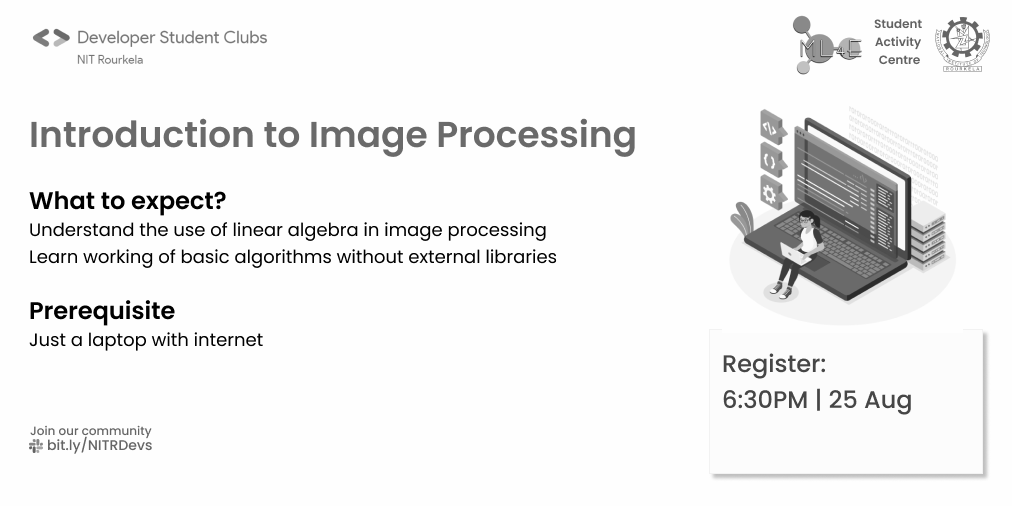 Developer Student Clubs
NIT Rourkela
ML4E
Student
Activity
Centre
ROURKELA
Introduction to Image Processing
What to expect?
Understand the use of linear algebra in image processing
Learn working of basic algorithms without external libraries
Prerequisite
Just a laptop with internet
Register:
6:30PM | 25 Aug
Join our community
bit.ly/NITRDevs